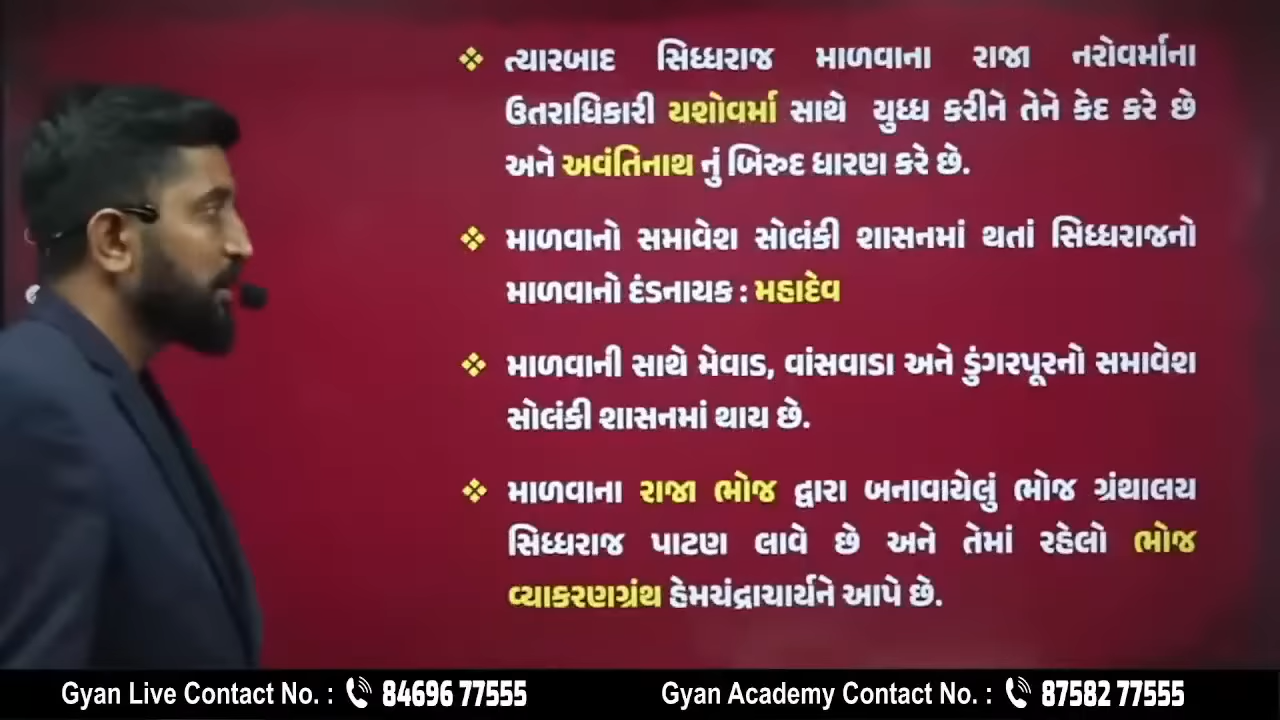 ❖ ત્યારબાદ સિધ્ધરાજ માળવાના રાજા નરોવર્માના
ઉતરાધિકારી યશોવર્મા સાથે યુધ્ધ કરીને તેને કેદ કરે છે
અને અવંતિનાથ નું બિરુદ ધારણ કરે છે.
❖ માળવાનો સમાવેશ સોલંકી શાસનમાં થતાં સિધ્ધરાજનો
માળવાનો દંડનાયક : મહાદેવ
❖ માળવાની સાથે મેવાડ, વાંસવાડા અને ડુંગરપૂરનો સમાવેશ
સોલંકી શાસનમાં થાય છે.
❖ માળવાના રાજા ભોજ દ્વારા બનાવાયેલું ભોજ ગ્રંથાલય
સિધ્ધરાજ પાટણ લાવે છે અને તેમાં રહેલો ભોજ
વ્યાકરણગ્રંથ હેમચંદ્રાચાર્યને આપે છે.
Gyan Live Contact No. : 84696 77555
Gyan Academy Contact No. : 87582 77555